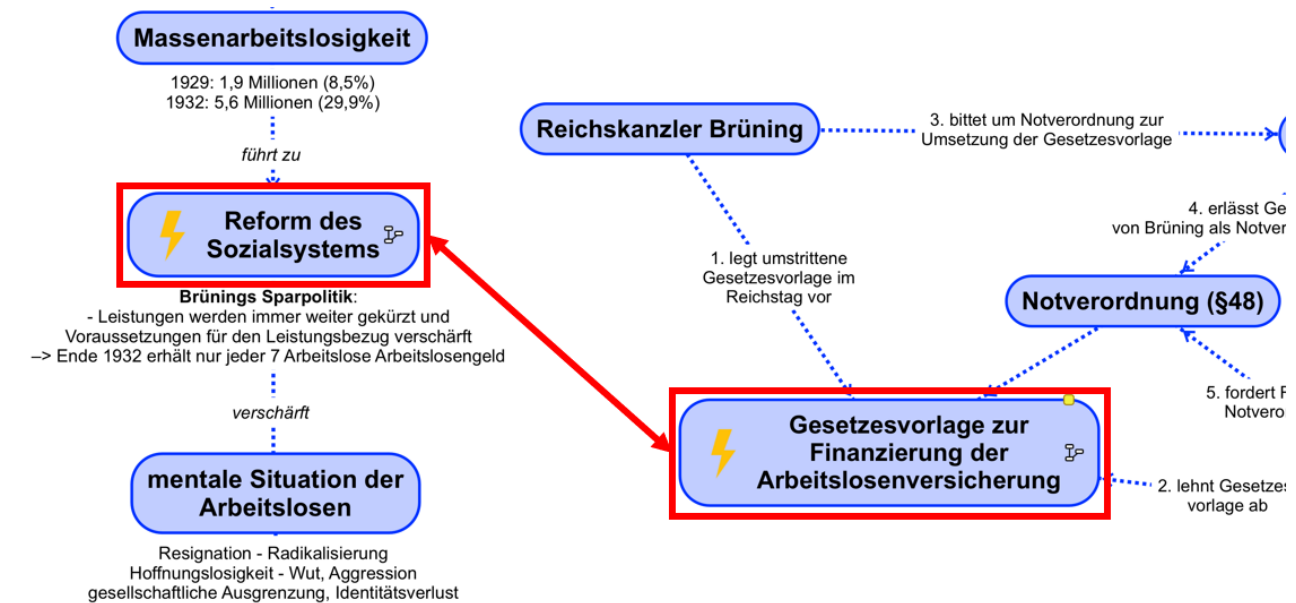 Massenarbeitslosigkeit
1929: 1,9 Millionen (8,5%)
1932: 5,6 Millionen (29,9%)
führt zu
Reform des
Sozialsystems
Brünings Sparpolitik:
- Leistungen werden immer weiter gekürzt und
Voraussetzungen für den Leistungsbezug verschärft
–> Ende 1932 erhält nur jeder 7 Arbeitslose Arbeitslosengeld
verschärft
mentale Situation der
Arbeitslosen
Resignation - Radikalisierung
Hoffnungslosigkeit - Wut, Aggression
gesellschaftliche Ausgrenzung, Identitätsverlust
Reichskanzler Brüning
3. bittet um Notverordnung zur
Umsetzung der Gesetzesvorlage
1. legt umstrittene
Gesetzesvorlage im
Reichstag vor
4. erlässt Ge
von Brüning als Notver
Notverordnung (§48)
5. fordert
Notvero
Gesetzesvorlage zur
Finanzierung der
Arbeitslosenversicherung
2. lehnt Gesetzes
vorlage ab